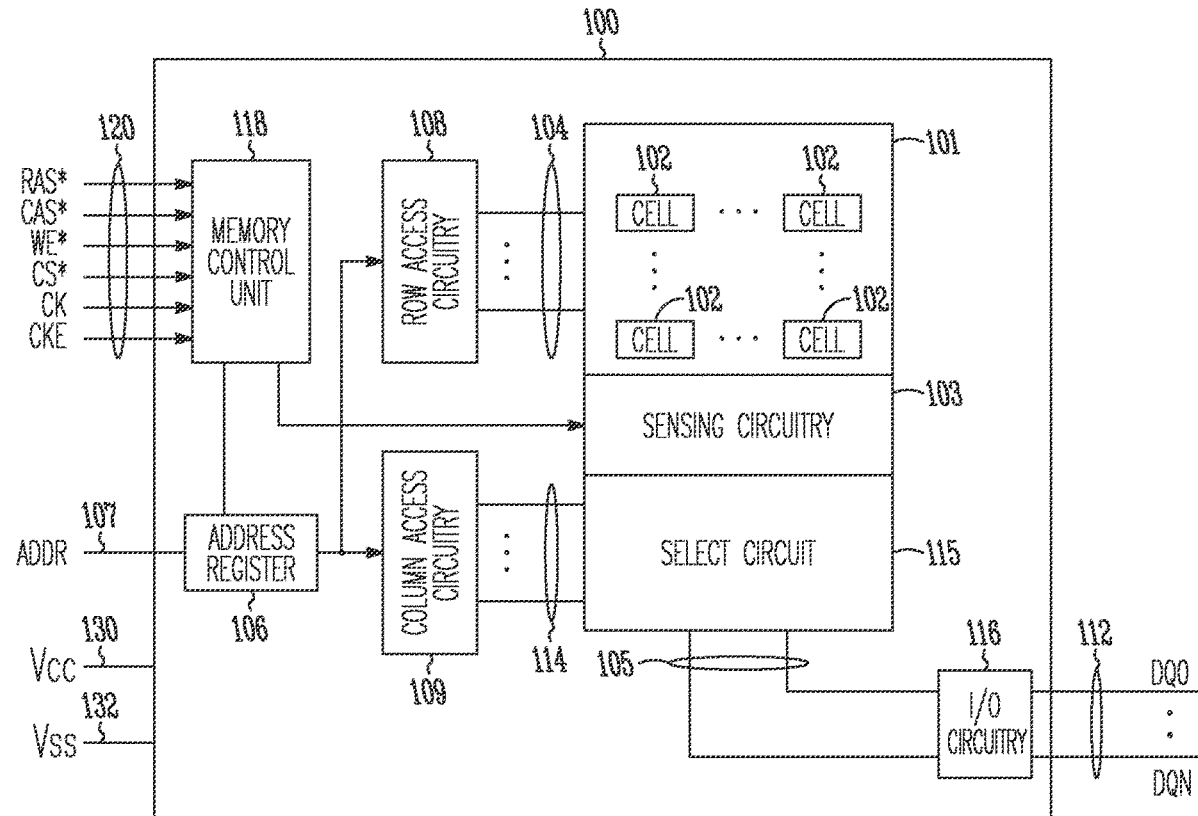 100
120
118
108
104
101
RAS*
CAS*
WE*
CS*
CK
CKE
MEMORY
CONTROL
UNIT
ROW ACCESS
CIRCUITRY
102
102
CELL
CELL
102
102
CELL
CELL
103
SENSING CIRCUITRY
107
ADDR
ADDRESS
REGISTER
106
COLUMN ACCESS
CIRCUITRY
109
114
SELECT CIRCUIT
115
130
VCC
132
VSS
105
116
112
I/O
CIRCUITRY
DQ0
DQN